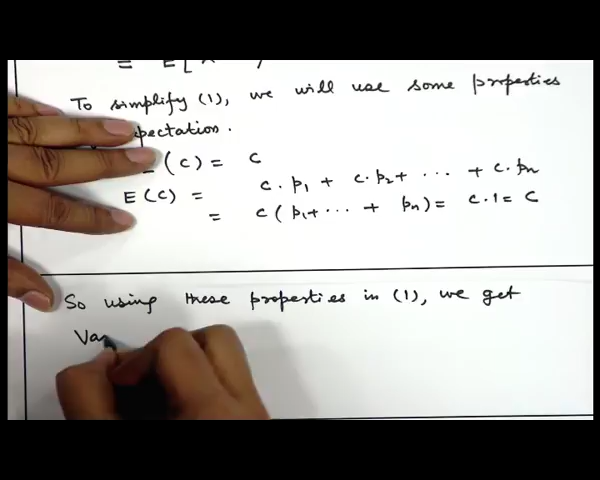 To simplify (1), we will use some properties
pectation.
(c) = c
E(c) = c. p1 + c. p2 + ... + c. pn
= c (p1 + ... + pn) = c.1 = c
So using these properties in (1), we get
Va